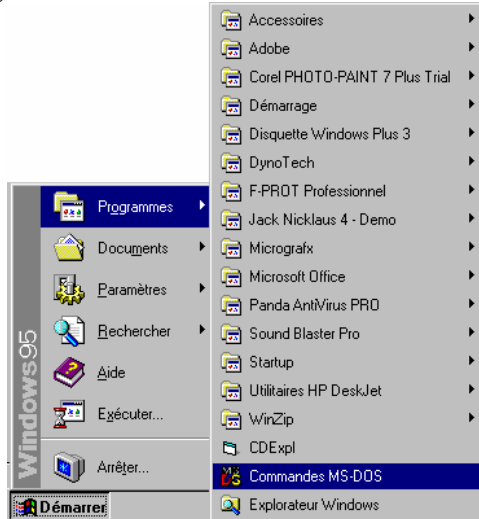 Accessoires
Adobe
Corel PHOTO-PAINT 7 Plus Trial
Démarrage
Disquette Windows Plus 3
DynoTech
F-PROT Professionnel
Jack Nicklaus 4 - Demo
Micrografx
Microsoft Office
Panda AntiVirus PRO
Sound Blaster Pro
Startup
Utilitaires HP DeskJet
WinZip
CDExpl
Commandes MS-DOS
Explorateur Windows
Programmes
Documents
Paramètres
Rechercher
Aide
Exécuter...
Arrêter...
Windows95
Démarrer